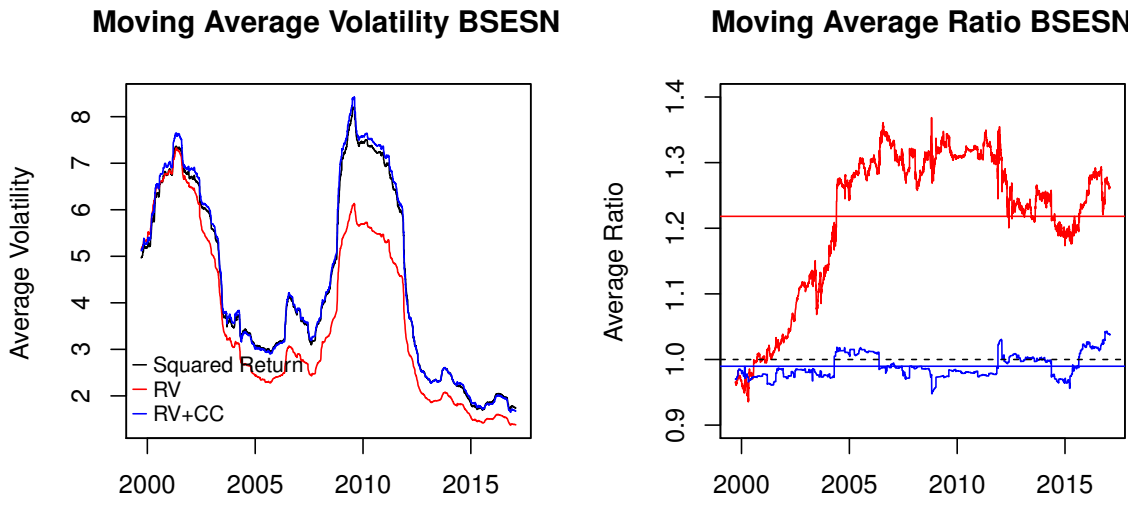 Moving Average Volatility BSESN
Average Volatility
8
7
6
5
4
3
2
Squared Return
RV
RV+CC
2000 2005 2010 2015
Moving Average Ratio BSESN
Average Ratio
1.4
1.3
1.2
1.1
1.0
0.9
2000 2005 2010 2015